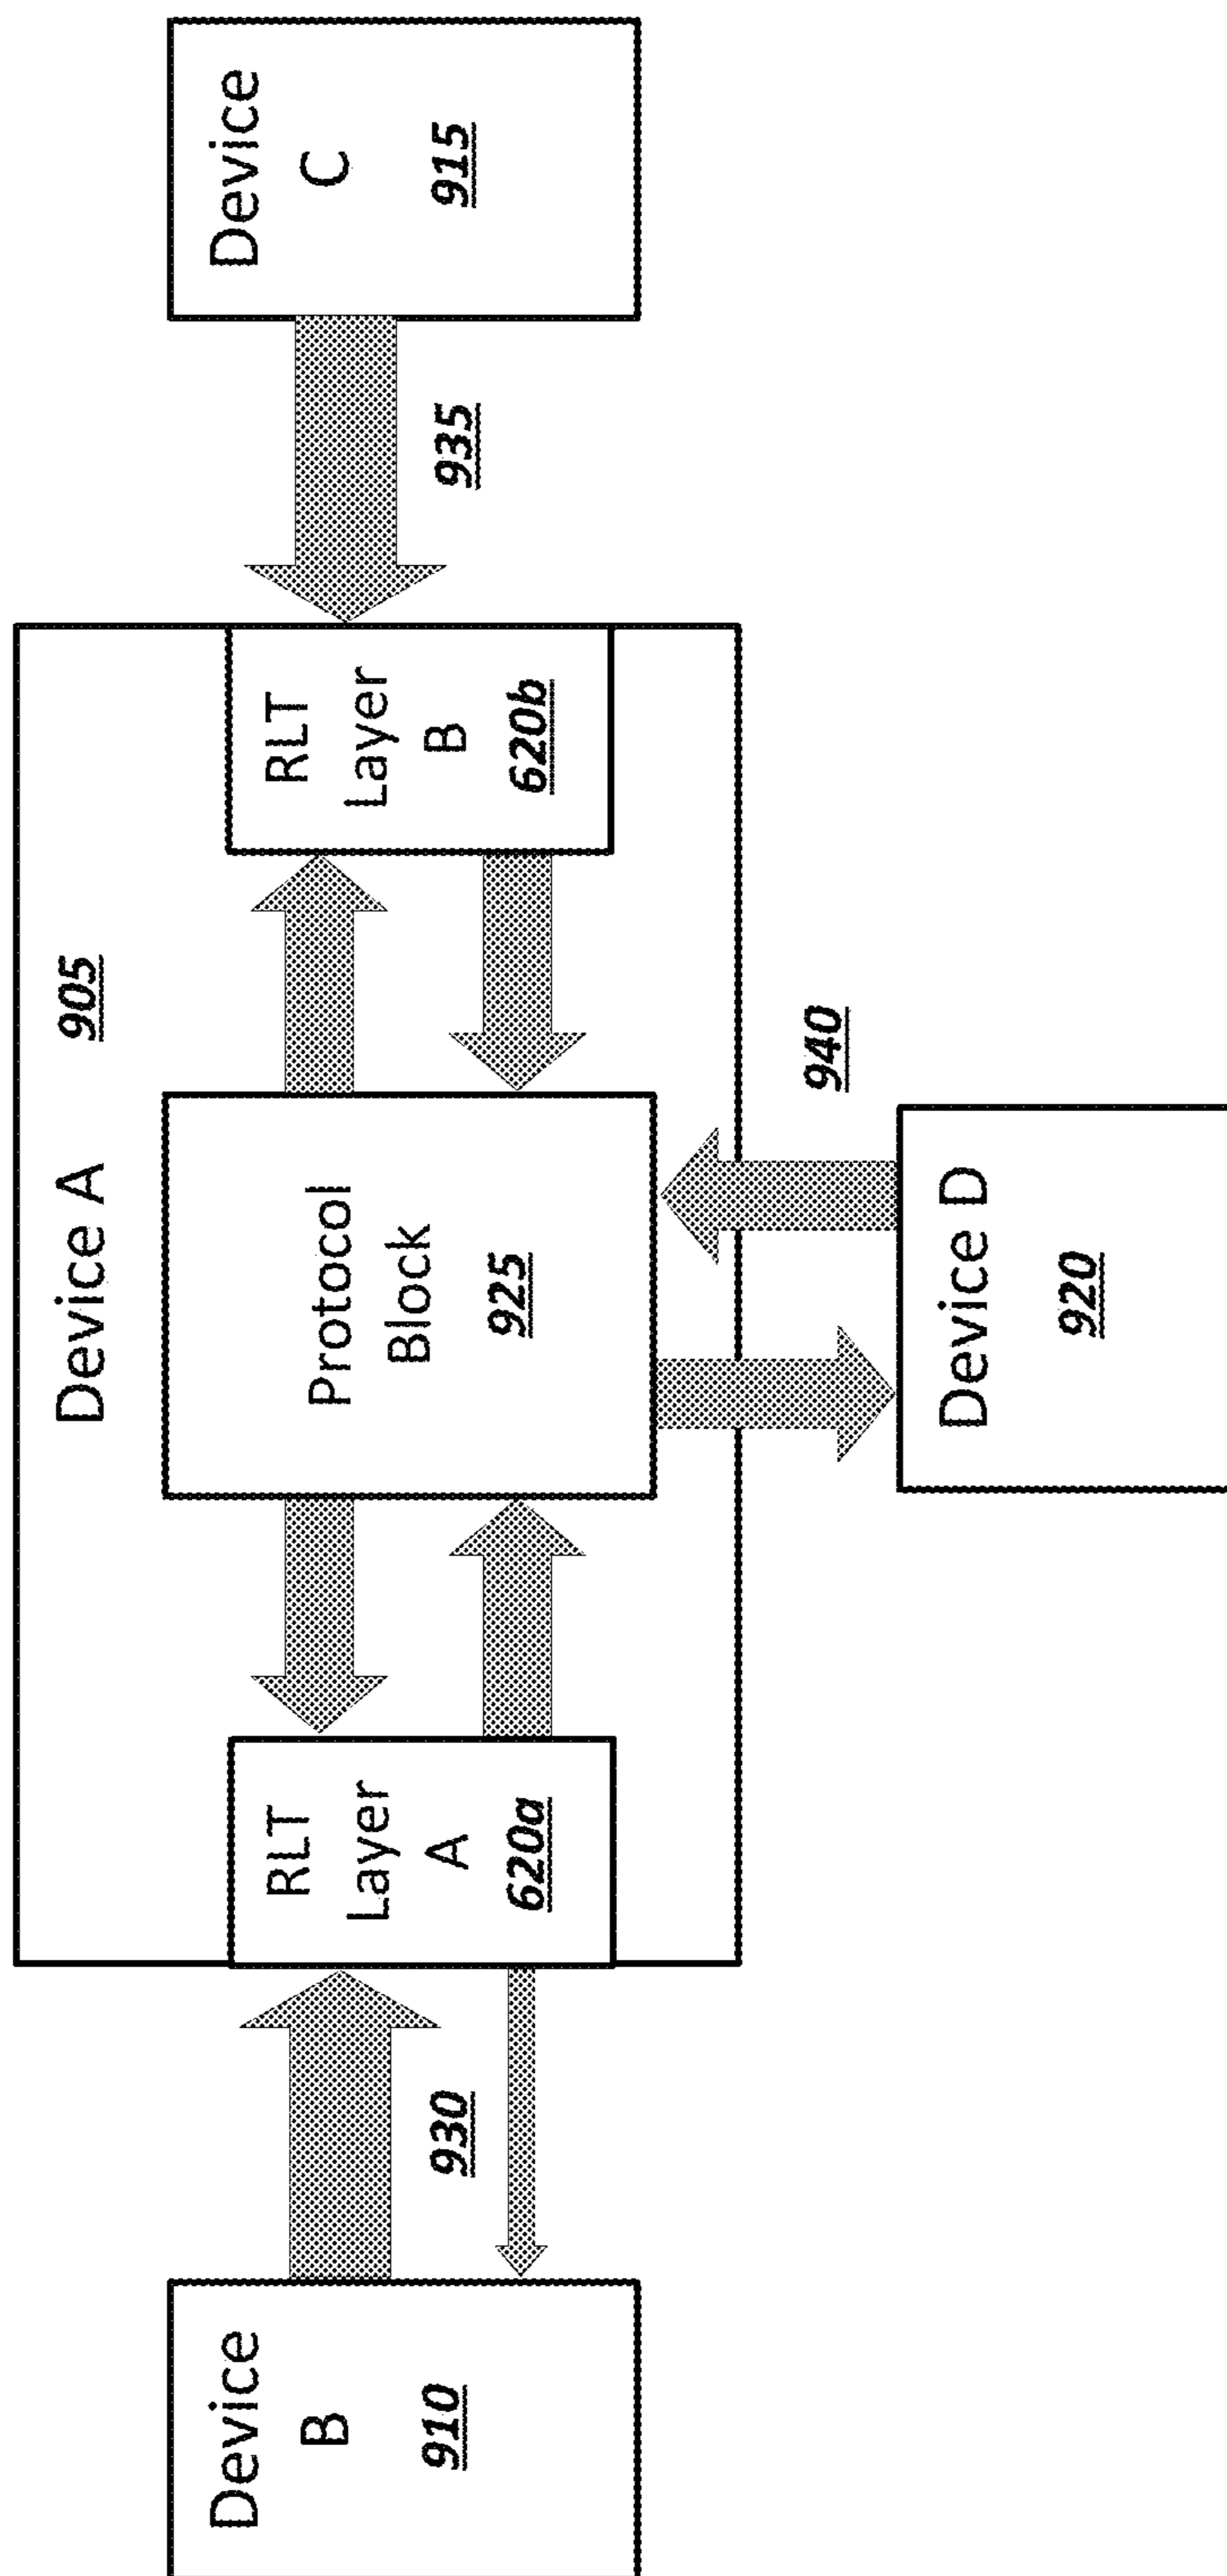 Device A
905
Device
B
910
930
RLT
Layer
A
620a
Protocol
Block
925
RLT
Layer
B
620b
935
Device
C
915
940
Device D
920